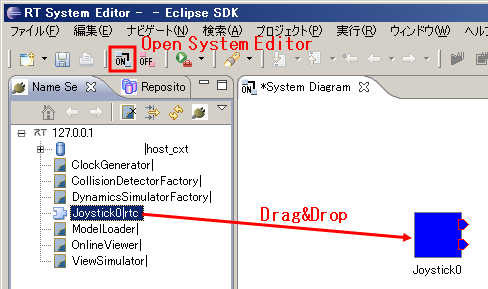 RT System Editor - - Eclipse SDK
ファイル(F) 編集(E) ナビゲート(N) 検索(A) プロジェクト(P) 実行(R) ウィンドウ(W) ヘル
ON OFF Open System Editor
Name Se Reposito *System Diagram
RT 127.0.0.1
|host_cxt
ClockGenerator|
CollisionDetectorFactory|
DynamicsSimulatorFactory|
Joystick0|rtc
Drag&Drop
ModelLoader|
OnlineViewer|
ViewSimulator|
Joystick0